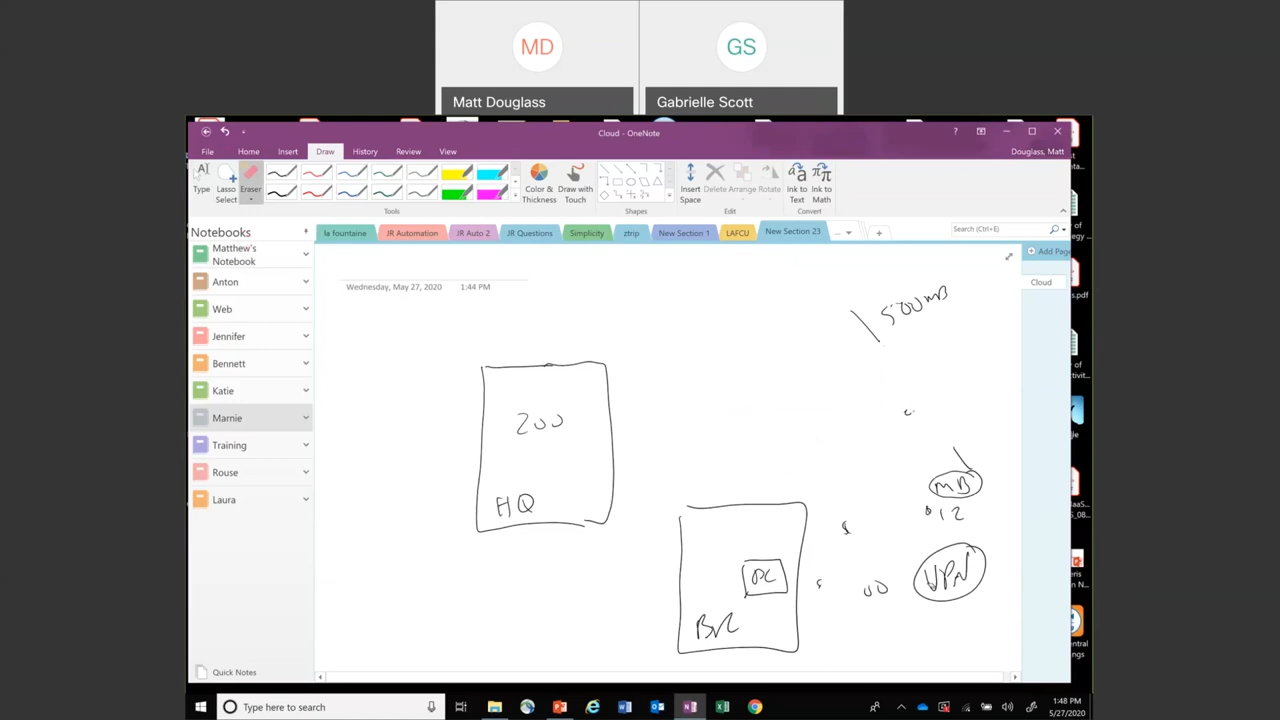 MD
GS
Matt Douglass
Gabrielle Scott
Cloud - OneNote
?
File
Home
Insert
Draw
History
Review
View
Douglass, Matt
Type
Lasso Select
Eraser
Color & Thickness
Draw with Touch
Insert Space
Delete
Arrange
Rotate
Ink to Text
Ink to Math
Tools
Shapes
Edit
Convert
Notebooks
la fountaine
JR Automation
JR Auto 2
JR Questions
Simplicity
ztrip
New Section 1
LAFCU
New Section 23
...
+
Search (Ctrl+E)
Matthew's Notebook
Anton
Web
Jennifer
Bennett
Katie
Marnie
Training
Rouse
Laura
Quick Notes
Add Page
Cloud
Wednesday, May 27, 2020
1:44 PM
500MB
200
HQ
MB
12
PC
VPN
Type here to search
1:48 PM
5/27/2020